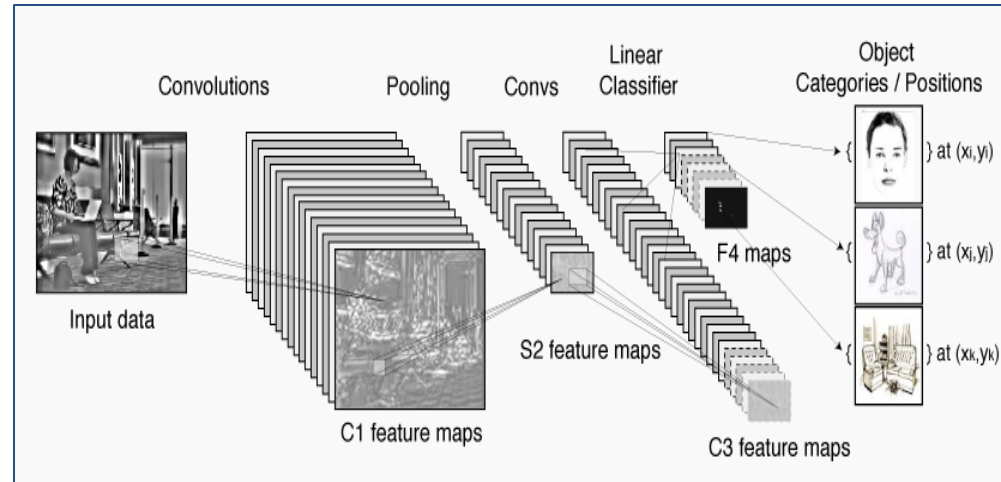 Convolutions
Pooling
Convs
Linear
Classifier
Object
Categories / Positions
{ } at (xi,yi)
{ } at (xj,yj)
{ } at (xk,yk)
Input data
C1 feature maps
S2 feature maps
F4 maps
C3 feature maps